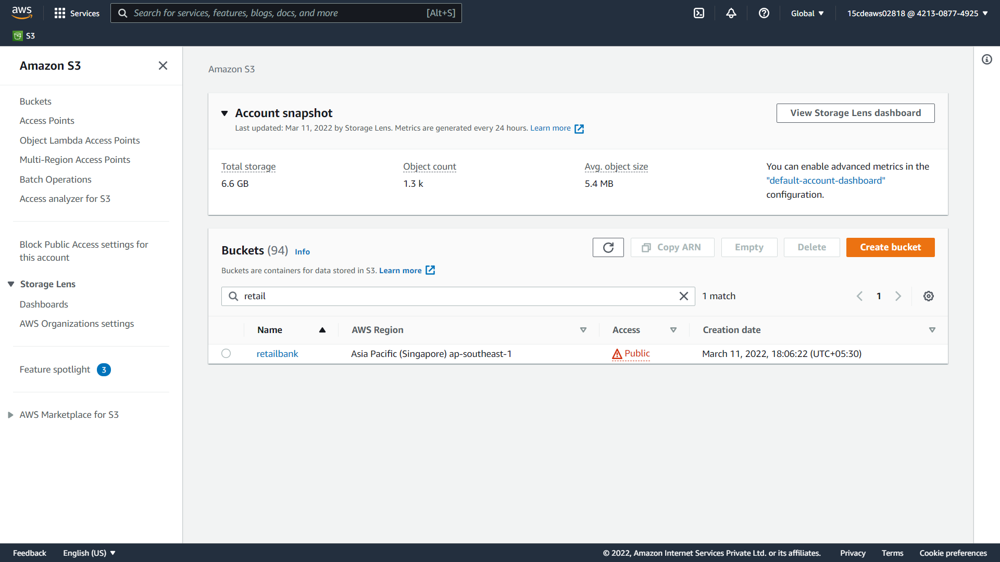 aws
Services
Search for services, features, blogs, docs, and more [Alt+S]
Global
15cdeaws02818 @ 4213-0877-4925
S3
Amazon S3
Buckets
Access Points
Object Lambda Access Points
Multi-Region Access Points
Batch Operations
Access analyzer for S3
Block Public Access settings for
this account
Storage Lens
Dashboards
AWS Organizations settings
Feature spotlight 3
AWS Marketplace for S3
Amazon S3
Account snapshot
View Storage Lens dashboard
Last updated: Mar 11, 2022 by Storage Lens. Metrics are generated every 24 hours. Learn more
Total storage
6.6 GB
Object count
1.3 k
Avg. object size
5.4 MB
You can enable advanced metrics in the
"default-account-dashboard"
configuration.
Buckets (94) Info
Copy ARN
Empty
Delete
Create bucket
Buckets are containers for data stored in S3. Learn more
retail
1 match
1
Name AWS Region Access Creation date
retailbank Asia Pacific (Singapore) ap-southeast-1 Public March 11, 2022, 18:06:22 (UTC+05:30)
Feedback English (US) © 2022, Amazon Internet Services Private Ltd. or its affiliates. Privacy Terms Cookie preferences